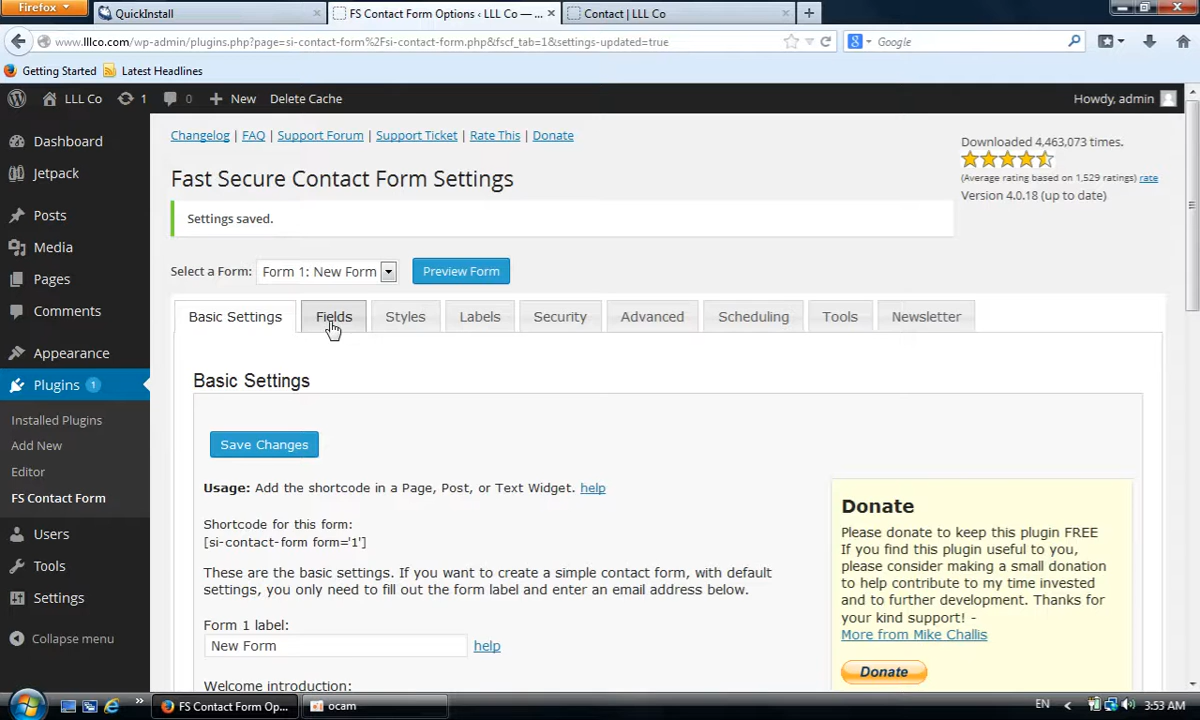 Firefox
QuickInstall
FS Contact Form Options ‹ LLL Co — ...
Contact | LLL Co
www.lllco.com/wp-admin/plugins.php?page=si-contact-form%2Fsi-contact-form.php&fscf_tab=1&settings-updated=true
Google
Getting Started
Latest Headlines
LLL Co
1
0
New
Delete Cache
Howdy, admin
Dashboard
Jetpack
Posts
Media
Pages
Comments
Appearance
Plugins 1
Installed Plugins
Add New
Editor
FS Contact Form
Users
Tools
Settings
Collapse menu
Changelog | FAQ | Support Forum | Support Ticket | Rate This | Donate
Downloaded 4,463,073 times.
(Average rating based on 1,529 ratings) rate
Version 4.0.18 (up to date)
Fast Secure Contact Form Settings
Settings saved.
Select a Form: Form 1: New Form
Preview Form
Basic Settings
Fields
Styles
Labels
Security
Advanced
Scheduling
Tools
Newsletter
Basic Settings
Save Changes
Usage: Add the shortcode in a Page, Post, or Text Widget. help
Shortcode for this form:
[si-contact-form form='1']
These are the basic settings. If you want to create a simple contact form, with default
settings, you only need to fill out the form label and enter an email address below.
Form 1 label:
New Form
help
Welcome introduction:
Donate
Please donate to keep this plugin FREE
If you find this plugin useful to you,
please consider making a small donation
to help contribute to my time invested
and to further development. Thanks for
your kind support! -
More from Mike Challis
Donate
FS Contact Form Op...
ocam
EN
3:53 AM